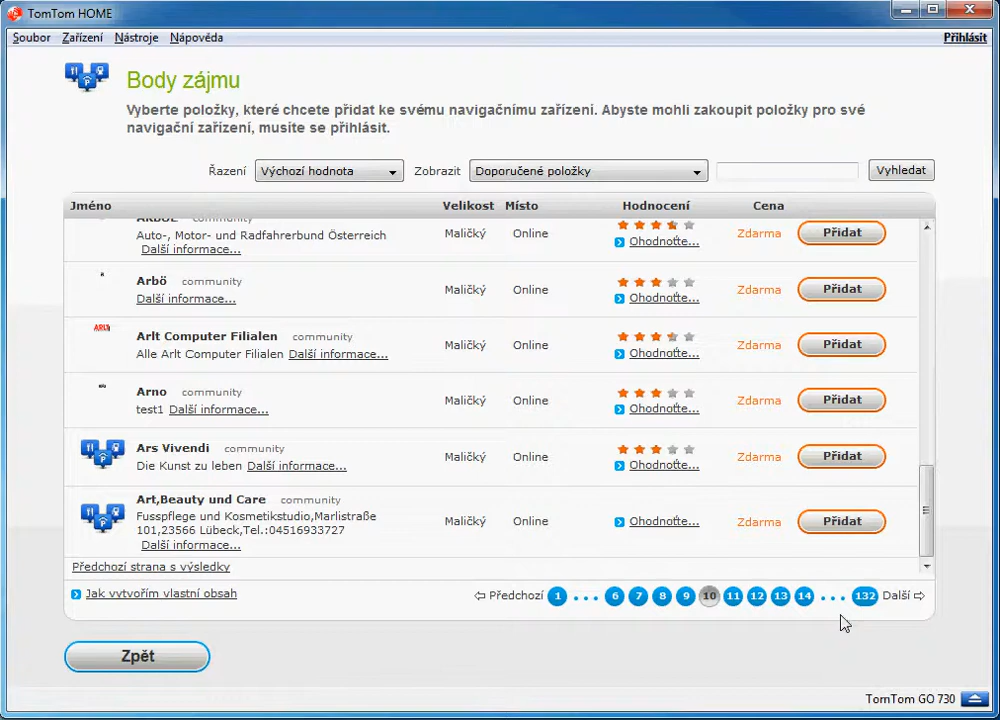 TomTom HOME
Soubor Zařízení Nástroje Nápověda Přihlásit
Body zájmu
Vyberte položky, které chcete přidat ke svému navigačnímu zařízení. Abyste mohli zakoupit položky pro své
navigační zařízení, musíte se přihlásit.
Řazení Výchozí hodnota Zobrazit Doporučené položky Vyhledat
Jméno Velikost Místo Hodnocení Cena
ARBÖE community
Auto-, Motor- und Radfahrerbund Österreich Maličký Online Ohodnoťte... Zdarma Přidat
Další informace...
Arbö community
Další informace... Maličký Online Ohodnoťte... Zdarma Přidat
Arlt Computer Filialen community
ARLT
Alle Arlt Computer Filialen Další informace... Maličký Online Ohodnoťte... Zdarma Přidat
Arno community
test1 Další informace... Maličký Online Ohodnoťte... Zdarma Přidat
Ars Vivendi community
Die Kunst zu leben Další informace... Maličký Online Ohodnoťte... Zdarma Přidat
Art,Beauty und Care community
Fusspflege und Kosmetikstudio,Marlistraße Maličký Online Ohodnoťte... Zdarma Přidat
101,23566 Lübeck,Tel.:04516933727
Další informace...
Předchozí strana s výsledky
Jak vytvořím vlastní obsah Předchozí 1 ... 6 7 8 9 10 11 12 13 14 ... 132 Další
Zpět
TomTom GO 730